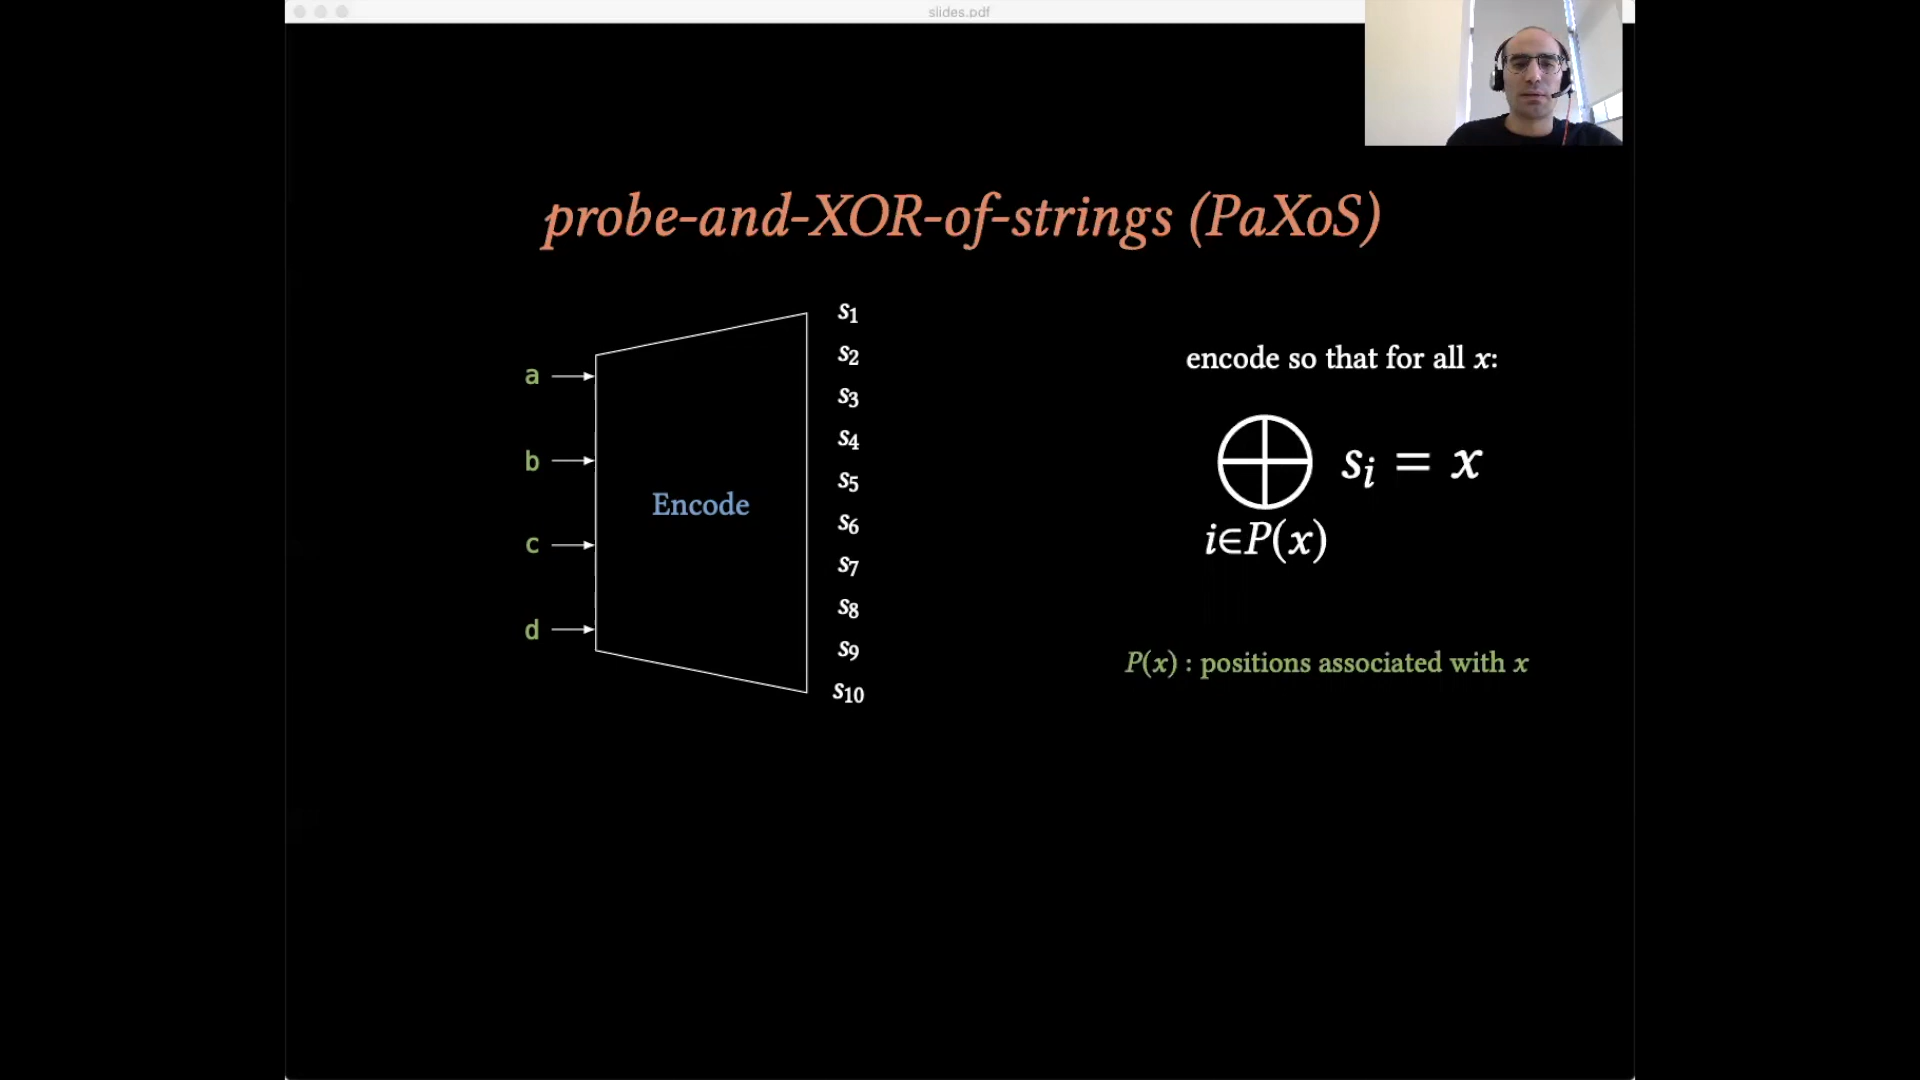 slides.pdf
probe-and-XOR-of-strings (PaXoS)
a
b
c
d
Encode
s1
s2
s3
s4
s5
s6
s7
s8
s9
s10
encode so that for all x:
⊕ si = x
i∈P(x)
P(x) : positions associated with x